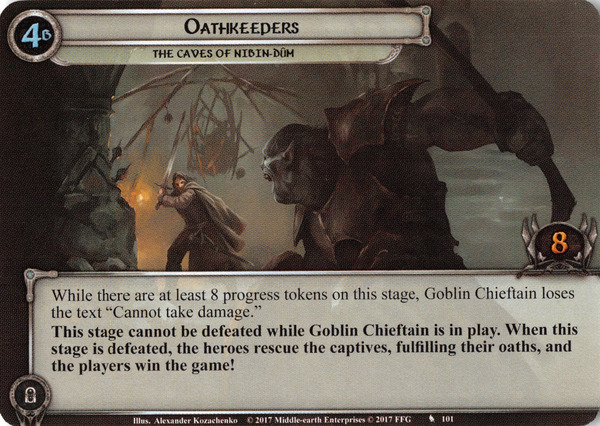 4B
OATHKEEPERS
THE CAVES OF NIBIN-DÛM
8
While there are at least 8 progress tokens on this stage, Goblin Chieftain loses
the text “Cannot take damage.”
This stage cannot be defeated while Goblin Chieftain is in play. When this
stage is defeated, the heroes rescue the captives, fulfilling their oaths, and
the players win the game!
Illus. Alexander Kozachenko © 2017 Middle-earth Enterprises © 2017 FFG 101